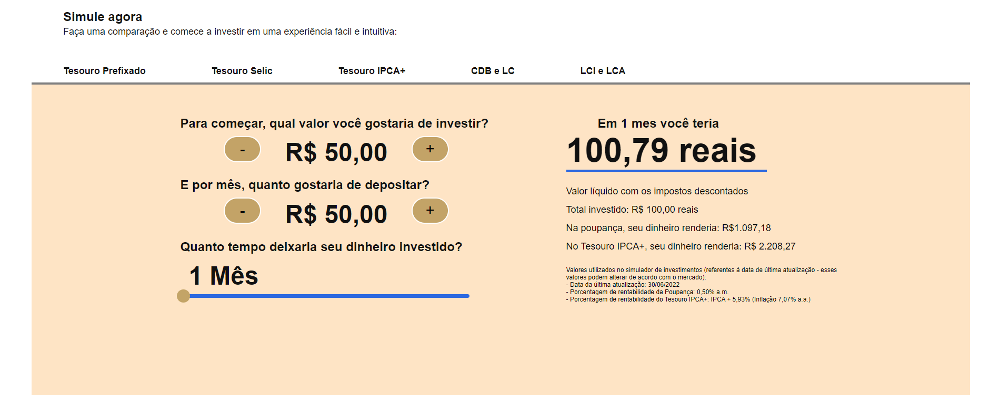 Simule agora
Faça uma comparação e comece a investir em uma experiência fácil e intuitiva:
Tesouro Prefixado Tesouro Selic Tesouro IPCA+ CDB e LC LCI e LCA
Para começar, qual valor você gostaria de investir?
- R$ 50,00 +
E por mês, quanto gostaria de depositar?
- R$ 50,00 +
Quanto tempo deixaria seu dinheiro investido?
1 Mês
Em 1 mes você teria
100,79 reais
Valor líquido com os impostos descontados
Total investido: R$ 100,00 reais
Na poupança, seu dinheiro renderia: R$1.097,18
No Tesouro IPCA+, seu dinheiro renderia: R$ 2.208,27
Valores utilizados no simulador de investimentos (referentes à data de última atualização - esses
valores podem alterar de acordo com o mercado):
- Data da última atualização: 30/06/2022
- Porcentagem de rentabilidade da Poupança: 0,50% a.m.
- Porcentagem de rentabilidade do Tesouro IPCA+: IPCA + 5,93% (Inflação 7,07% a.a.)